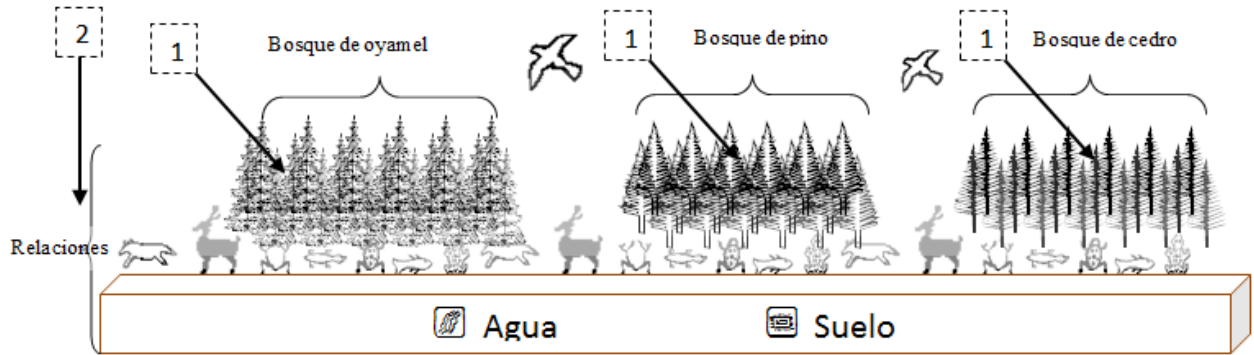 2
1
Bosque de oyamel
1
Bosque de pino
1
Bosque de cedro
Relaciones
Agua
Suelo